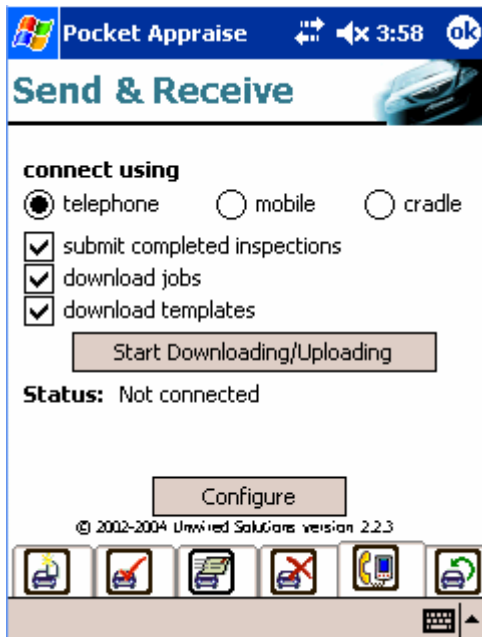 Pocket Appraise 3:58 ok
Send & Receive
connect using
telephone mobile cradle
submit completed inspections
download jobs
download templates
Start Downloading/Uploading
Status: Not connected
Configure
© 2002-2004 Unwired Solutions version 2.2.3